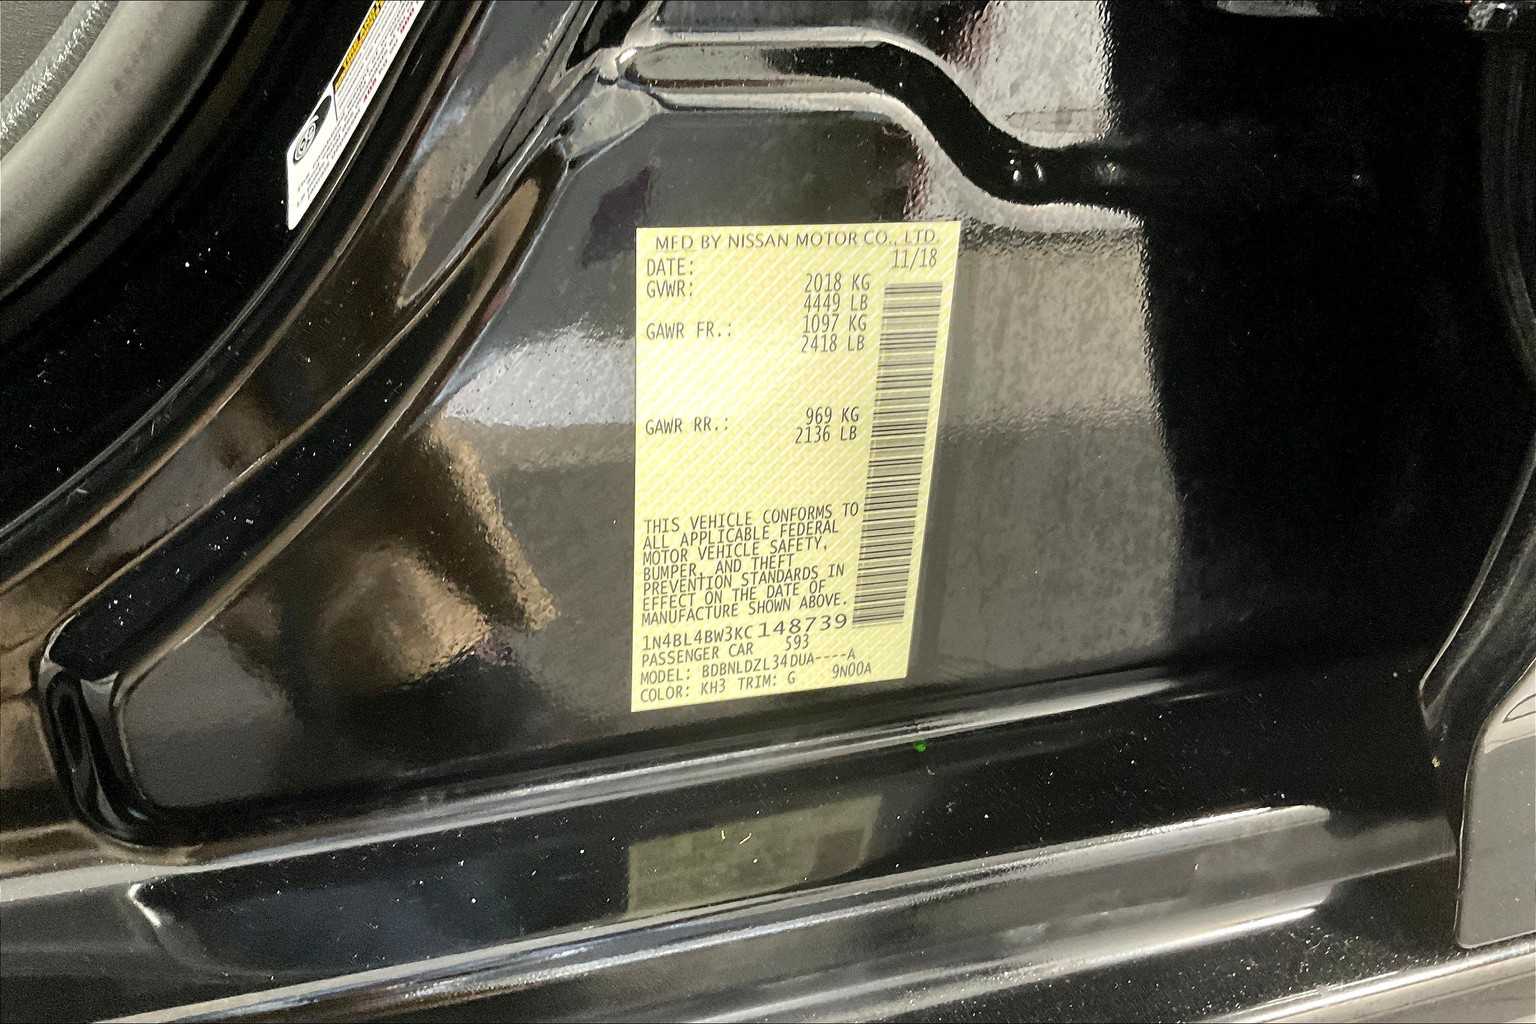 MFD BY NISSAN MOTOR CO., LTD.
DATE: 11/18
GVWR: 2018 KG
4449 LB
GAWR FR.: 1097 KG
2418 LB
GAWR RR.: 969 KG
2136 LB
THIS VEHICLE CONFORMS TO
ALL APPLICABLE FEDERAL
MOTOR VEHICLE SAFETY,
BUMPER, AND THEFT
PREVENTION STANDARDS IN
EFFECT ON THE DATE OF
MANUFACTURE SHOWN ABOVE.
1N4BL4BW3KC148739
PASSENGER CAR 593
MODEL: BDBNLDZL34DUA----A
COLOR: KH3 TRIM: G 9N00A